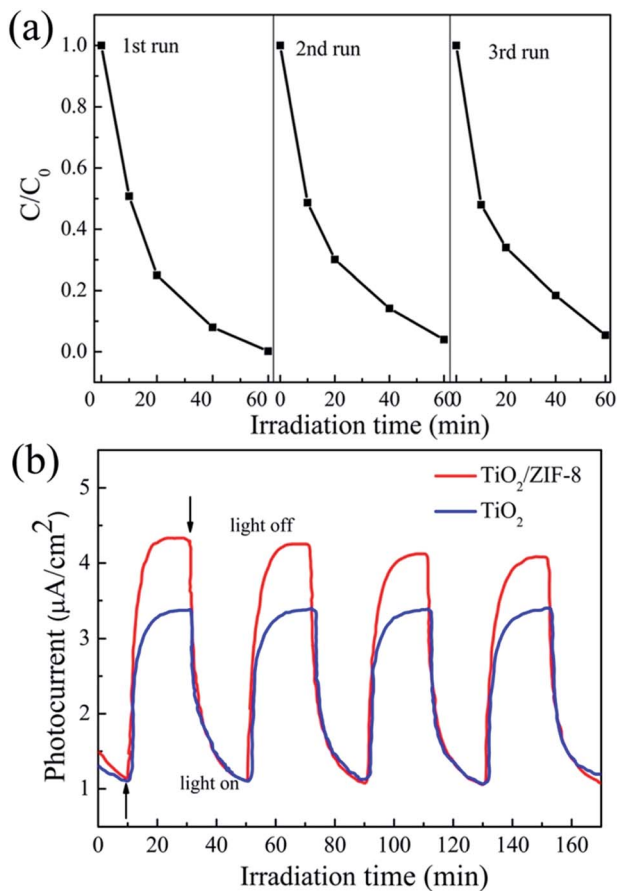 (a)
1.0
0.8
0.6
0.4
0.2
0.0
C/C₀
1st run
2nd run
3rd run
0 20 40 60 0 20 40 60 0 20 40 60
Irradiation time (min)
(b)
TiO₂/ZIF-8
TiO₂
light off
light on
5
4
3
2
1
Photocurrent (μA/cm²)
0 20 40 60 80 100 120 140 160
Irradiation time (min)